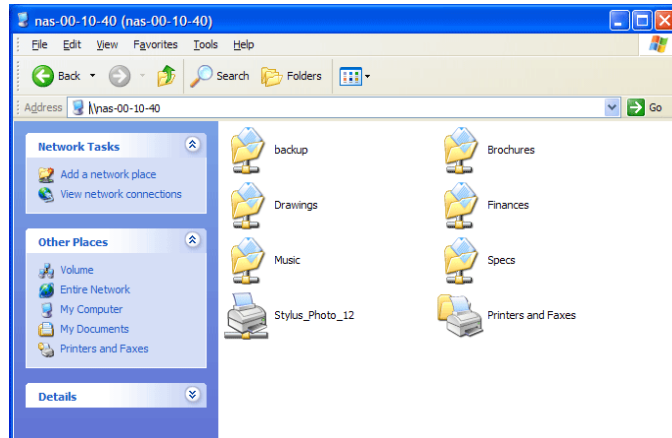 nas-00-10-40 (nas-00-10-40)
File Edit View Favorites Tools Help
Back Search Folders
Address \\nas-00-10-40 Go
Network Tasks
Add a network place
View network connections
Other Places
Volume
Entire Network
My Computer
My Documents
Printers and Faxes
Details
backup Brochures
Drawings Finances
Music Specs
Stylus_Photo_12 Printers and Faxes